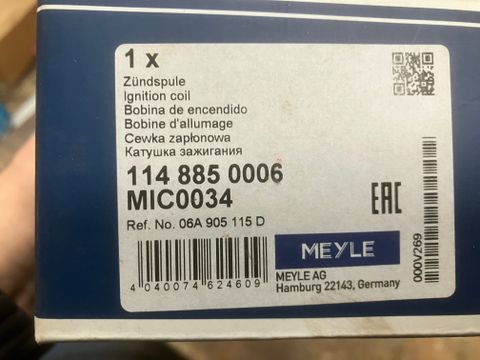 1 x
Zündspule
Ignition coil
Bobina de encendido
Bobine d'allumage
Cewka zapłonowa
Катушка зажигания
114 885 0006
MIC0034
Ref. No. 06A 905 115 D
EAC
MEYLE
MEYLE AG
Hamburg 22143, Germany
4 040074 624609
000V269